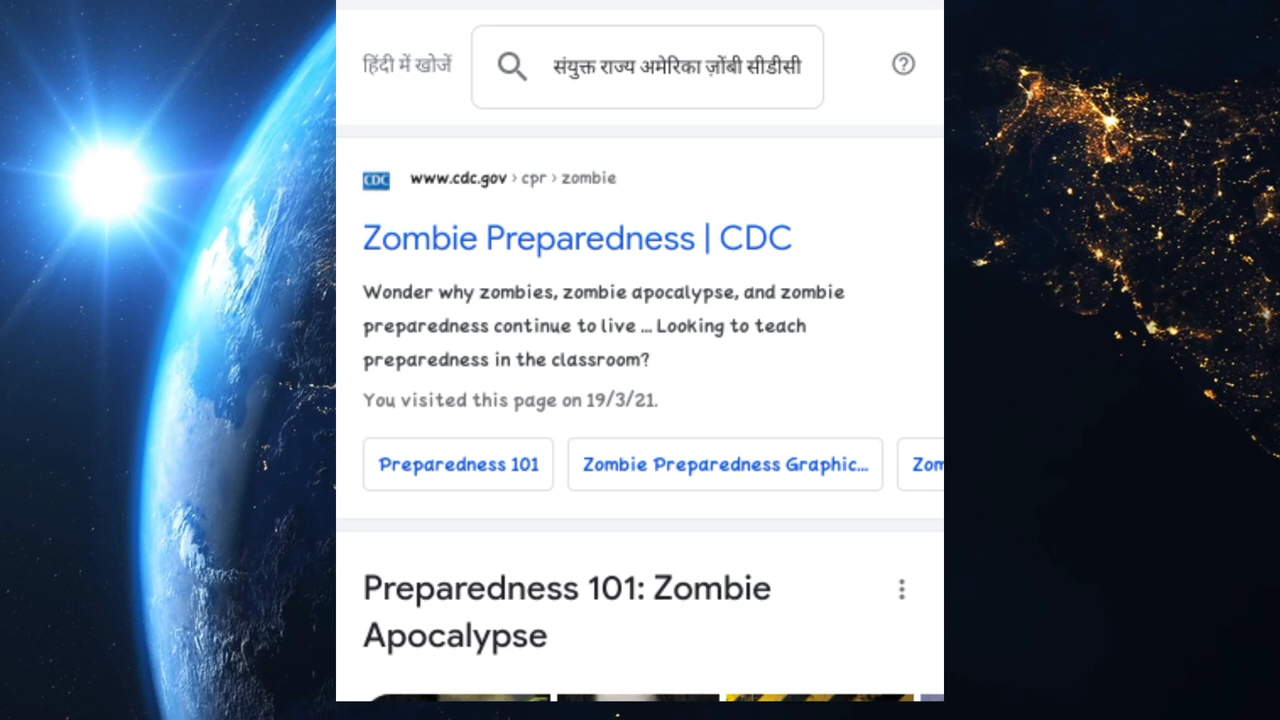 हिंदी में खोजें
संयुक्त राज्य अमेरिका ज़ोंबी सीडीसी
CDC
www.cdc.gov › cpr › zombie
Zombie Preparedness | CDC
Wonder why zombies, zombie apocalypse, and zombie
preparedness continue to live ... Looking to teach
preparedness in the classroom?
You visited this page on 19/3/21.
Preparedness 101
Zombie Preparedness Graphic...
Zom
Preparedness 101: Zombie
Apocalypse